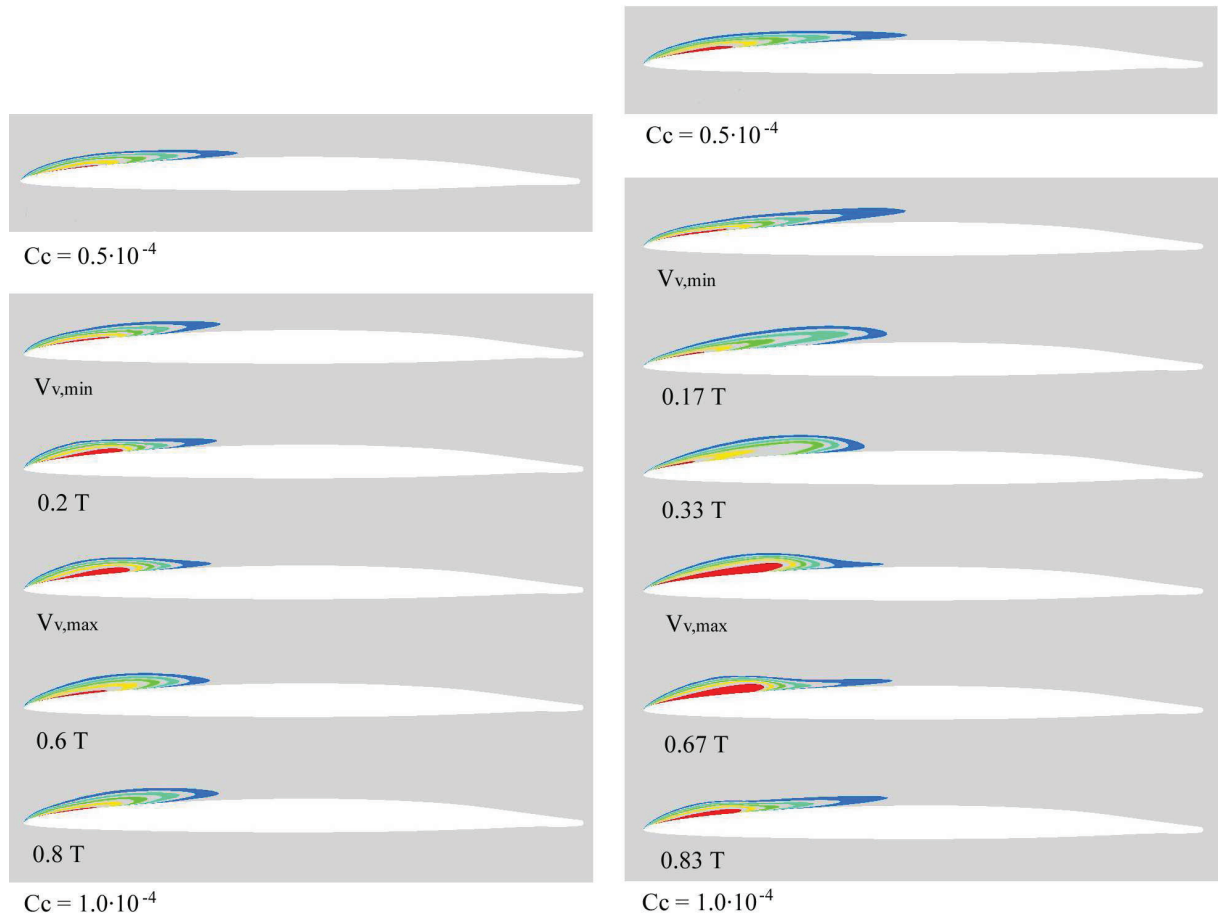 Cc = 0.5·10⁻⁴
Vv,min
0.2 T
Vv,max
0.6 T
0.8 T
Cc = 1.0·10⁻⁴
Cc = 0.5·10⁻⁴
Vv,min
0.17 T
0.33 T
Vv,max
0.67 T
0.83 T
Cc = 1.0·10⁻⁴